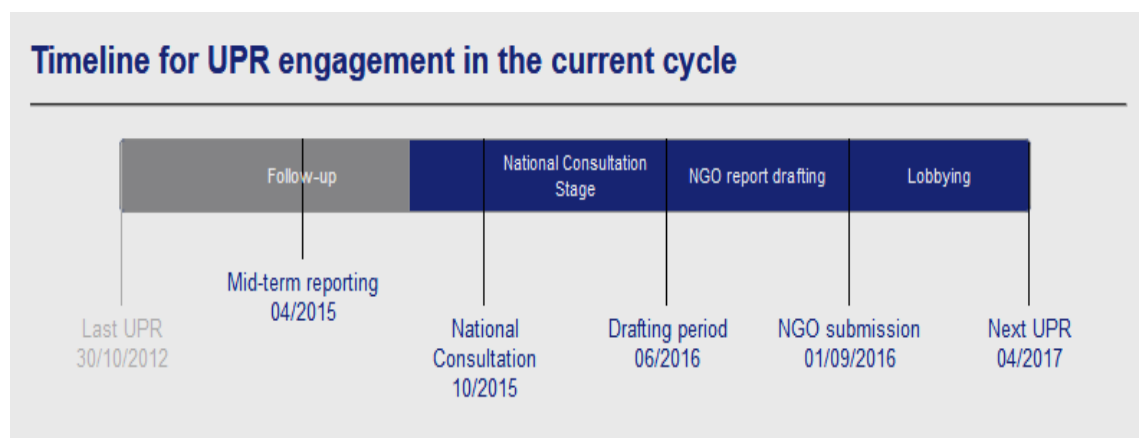 Timeline for UPR engagement in the current cycle
Follow-up
National Consultation
Stage
NGO report drafting
Lobbying
Last UPR
30/10/2012
Mid-term reporting
04/2015
National
Consultation
10/2015
Drafting period
06/2016
NGO submission
01/09/2016
Next UPR
04/2017